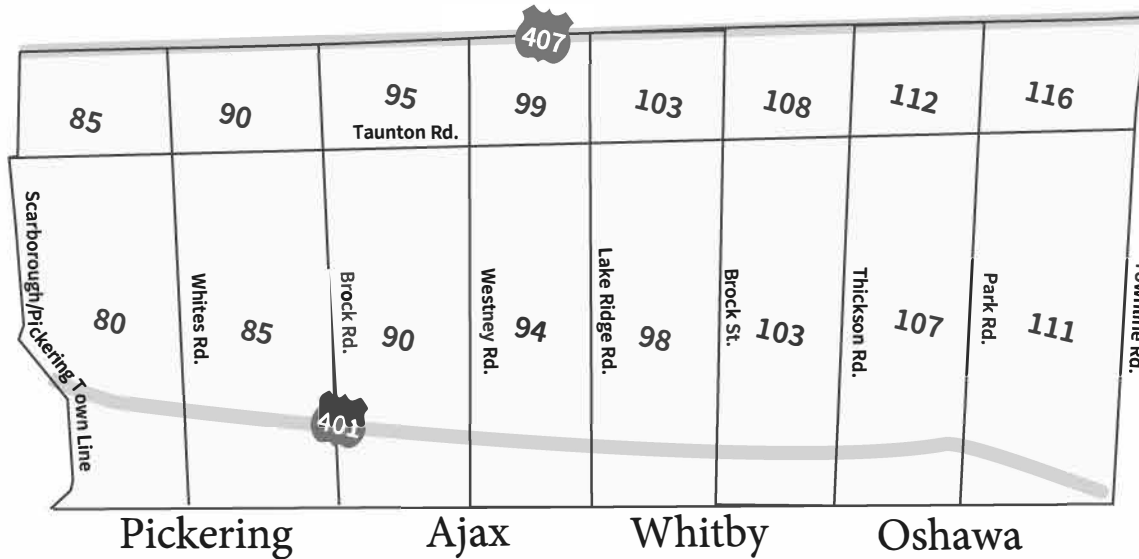 407
85
90
95
99
103
108
112
116
Taunton Rd.
Scarborough/Pickering Town Line
Whites Rd.
Brock Rd.
Westney Rd.
Lake Ridge Rd.
Brock St.
Thickson Rd.
Park Rd.
Townline Rd.
80
85
90
94
98
103
107
111
401
Pickering
Ajax
Whitby
Oshawa